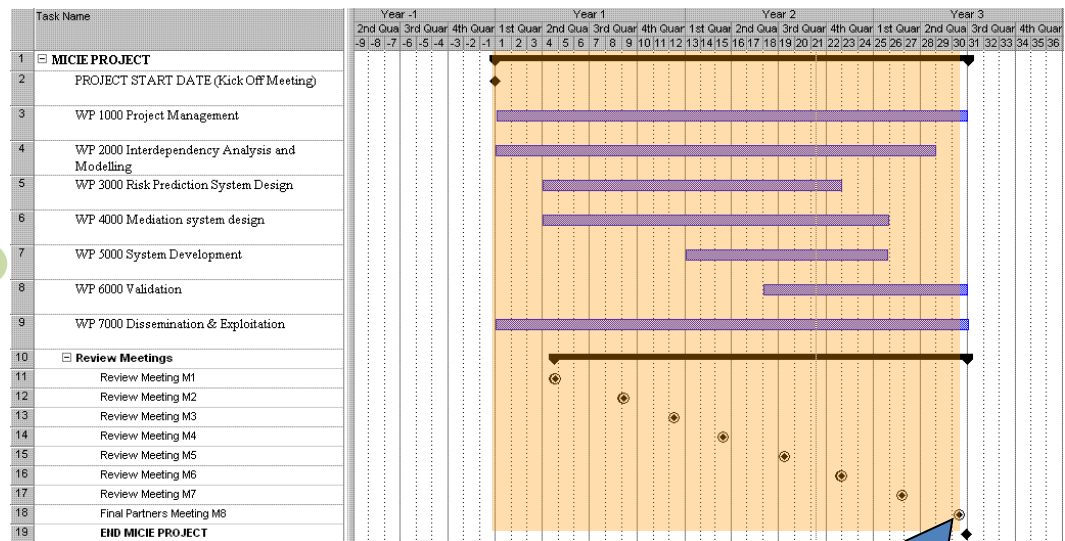 Task Name
Year -1 Year 1 Year 2 Year 3
2nd Qua 3rd Quar 4th Quar 1st Quar 2nd Qua 3rd Quar 4th Quar 1st Quar 2nd Qua 3rd Quar 4th Quar 1st Quar 2nd Qua 3rd Quar 4th Quar
-9 -8 -7 -6 -5 -4 -3 -2 -1 1 2 3 4 5 6 7 8 9 10 11 12 13 14 15 16 17 18 19 20 21 22 23 24 25 26 27 28 29 30 31 32 33 34 35 36
1 MICIE PROJECT
2 PROJECT START DATE (Kick Off Meeting)
3 WP 1000 Project Management
4 WP 2000 Interdependency Analysis and
Modelling
5 WP 3000 Risk Prediction System Design
6 WP 4000 Mediation system design
7 WP 5000 System Development
8 WP 6000 Validation
9 WP 7000 Dissemination & Exploitation
10 Review Meetings
11 Review Meeting M1
12 Review Meeting M2
13 Review Meeting M3
14 Review Meeting M4
15 Review Meeting M5
16 Review Meeting M6
17 Review Meeting M7
18 Final Partners Meeting M8
19 END MICIE PROJECT